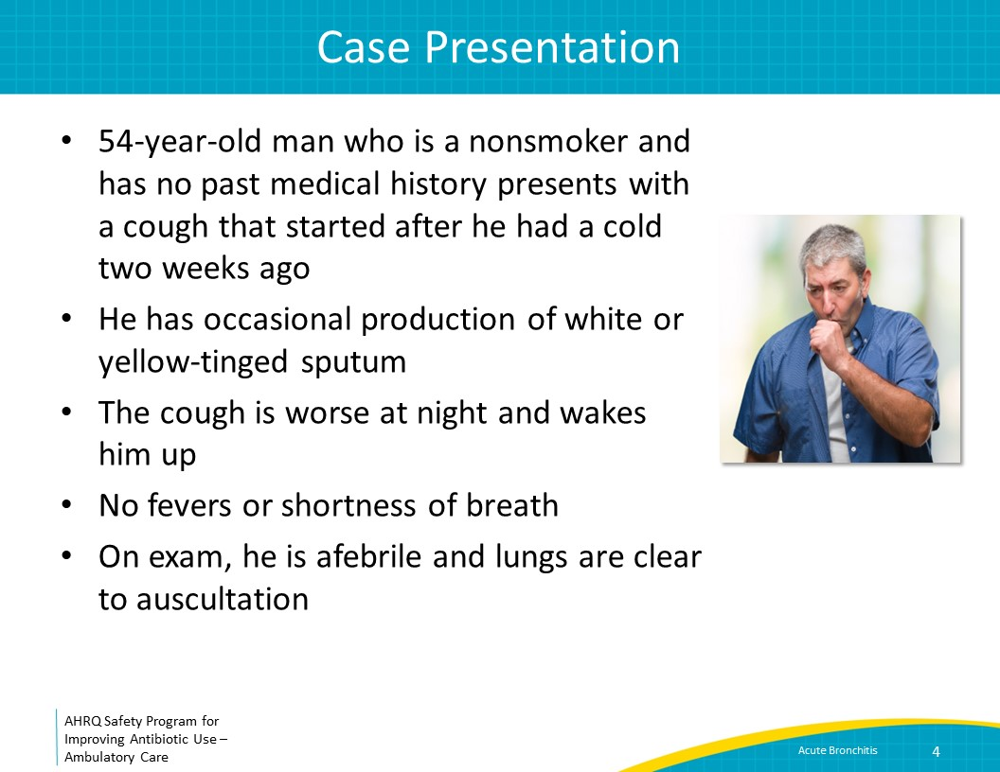 Case Presentation
• 54-year-old man who is a nonsmoker and
has no past medical history presents with
a cough that started after he had a cold
two weeks ago
• He has occasional production of white or
yellow-tinged sputum
• The cough is worse at night and wakes
him up
• No fevers or shortness of breath
• On exam, he is afebrile and lungs are clear
to auscultation
AHRQ Safety Program for
Improving Antibiotic Use –
Ambulatory Care
Acute Bronchitis
4